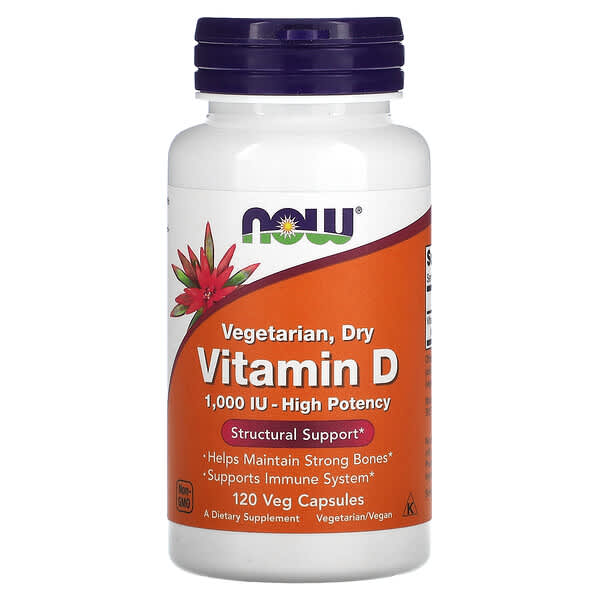 NOW®
Vegetarian, Dry
Vitamin D
1,000 IU - High Potency
Structural Support*
• Helps Maintain Strong Bones*
• Supports Immune System*
120 Veg Capsules
Non-
GMO
A Dietary Supplement Vegetarian/Vegan
K